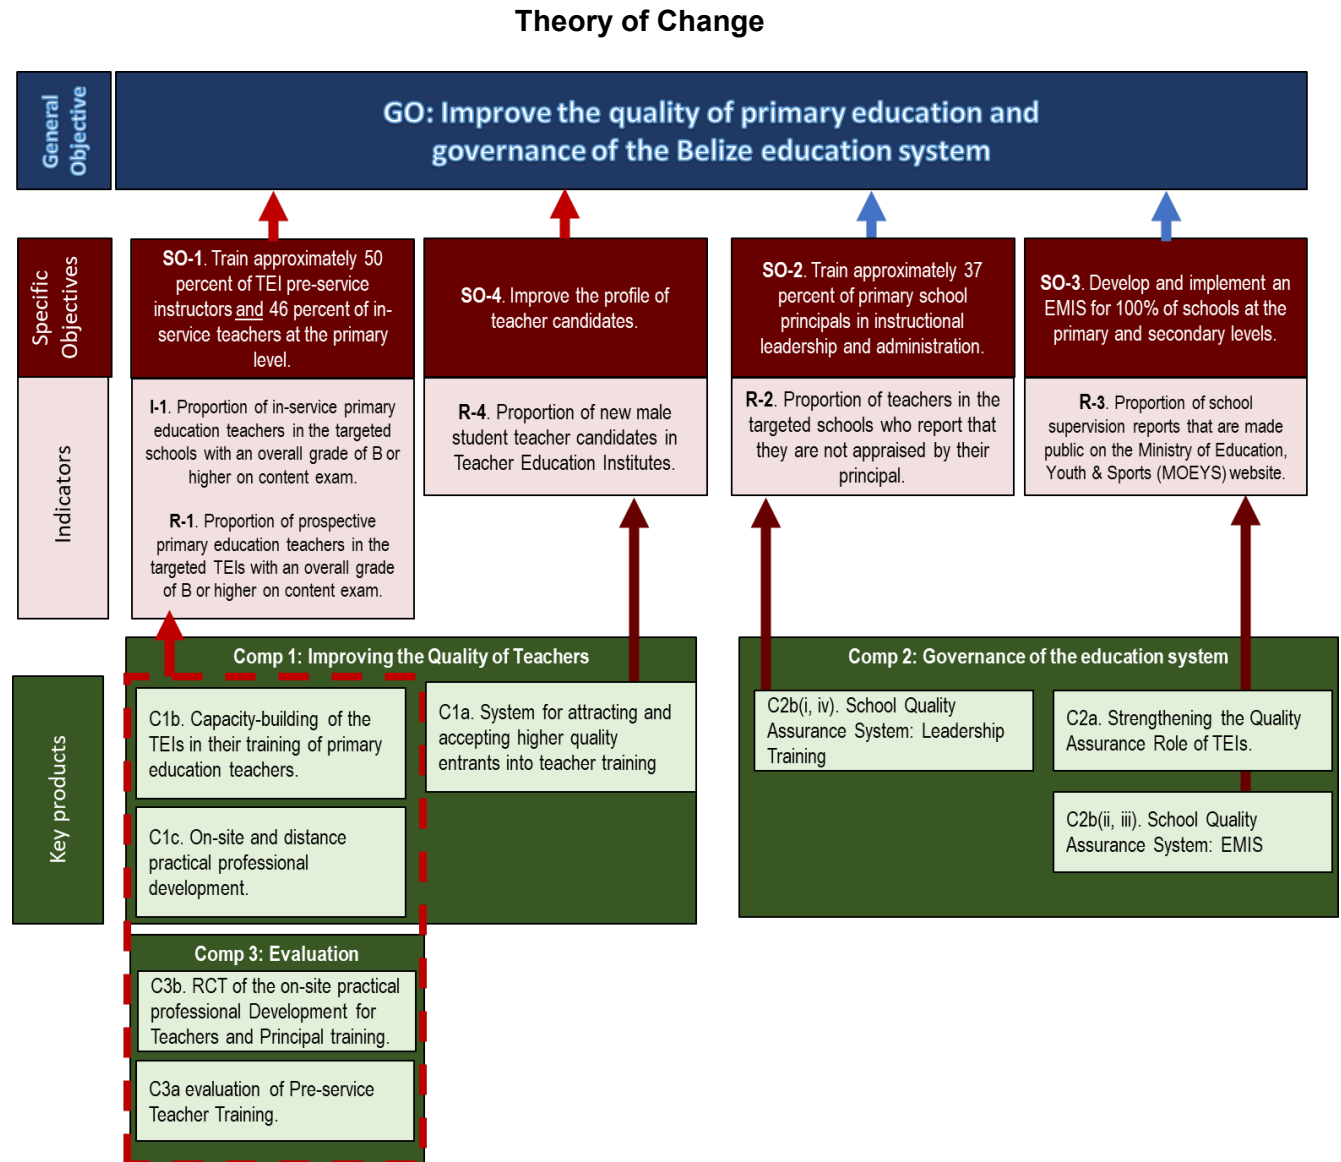 Theory of Change
General
Objective
GO: Improve the quality of primary education and
governance of the Belize education system
Specific
Objectives
SO-1. Train approximately 50
percent of TEI pre-service
instructors and 46 percent of in-
service teachers at the primary
level.
SO-4. Improve the profile of
teacher candidates.
SO-2. Train approximately 37
percent of primary school
principals in instructional
leadership and administration.
SO-3. Develop and implement an
EMIS for 100% of schools at the
primary and secondary levels.
Indicators
I-1. Proportion of in-service primary
education teachers in the targeted
schools with an overall grade of B or
higher on content exam.
R-1. Proportion of prospective
primary education teachers in the
targeted TEIs with an overall grade
of B or higher on content exam.
R-4. Proportion of new male
student teacher candidates in
Teacher Education Institutes.
R-2. Proportion of teachers in the
targeted schools who report that
they are not appraised by their
principal.
R-3. Proportion of school
supervision reports that are made
public on the Ministry of Education,
Youth & Sports (MOEYS) website.
Key products
Comp 1: Improving the Quality of Teachers
C1b. Capacity-building of the
TEIs in their training of primary
education teachers.
C1a. System for attracting and
accepting higher quality
entrants into teacher training
C1c. On-site and distance
practical professional
development.
Comp 2: Governance of the education system
C2b(i, iv). School Quality
Assurance System: Leadership
Training
C2a. Strengthening the Quality
Assurance Role of TEIs.
C2b(ii, iii). School Quality
Assurance System: EMIS
Comp 3: Evaluation
C3b. RCT of the on-site practical
professional Development for
Teachers and Principal training.
C3a evaluation of Pre-service
Teacher Training.